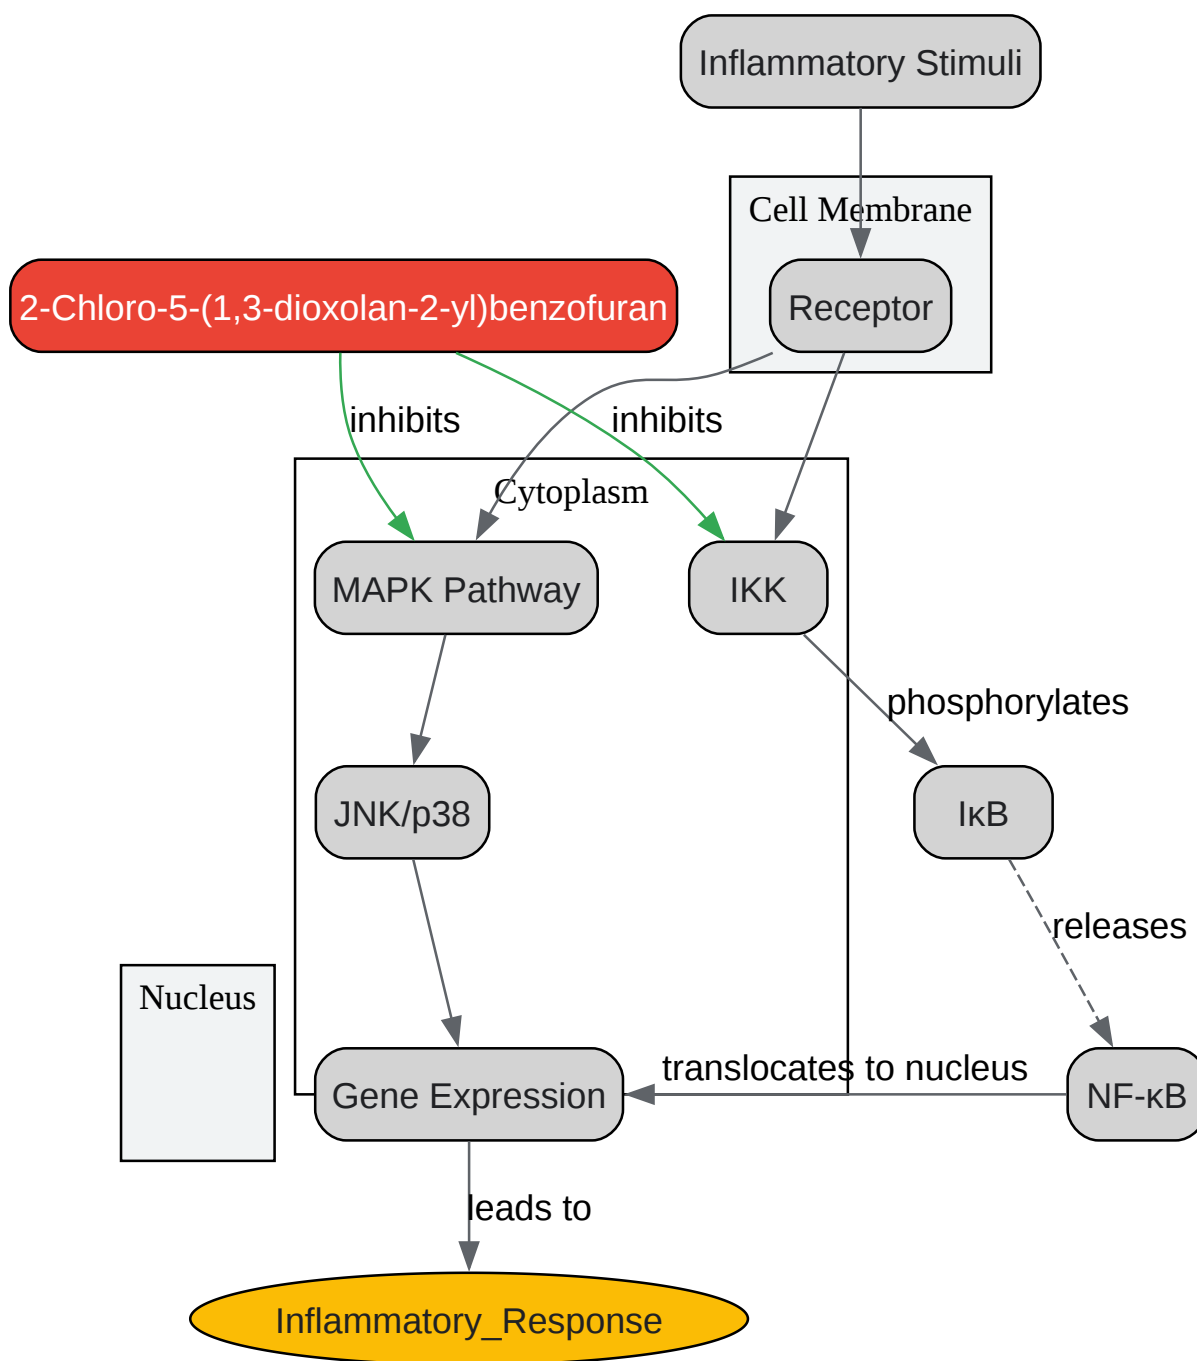 Inflammatory Stimuli
Cell Membrane
2-Chloro-5-(1,3-dioxolan-2-yl)benzofuran
Receptor
inhibits
inhibits
Cytoplasm
MAPK Pathway
IKK
phosphorylates
JNK/p38
IκB
releases
Nucleus
translocates to nucleus
Gene Expression
NF-κB
leads to
Inflammatory_Response